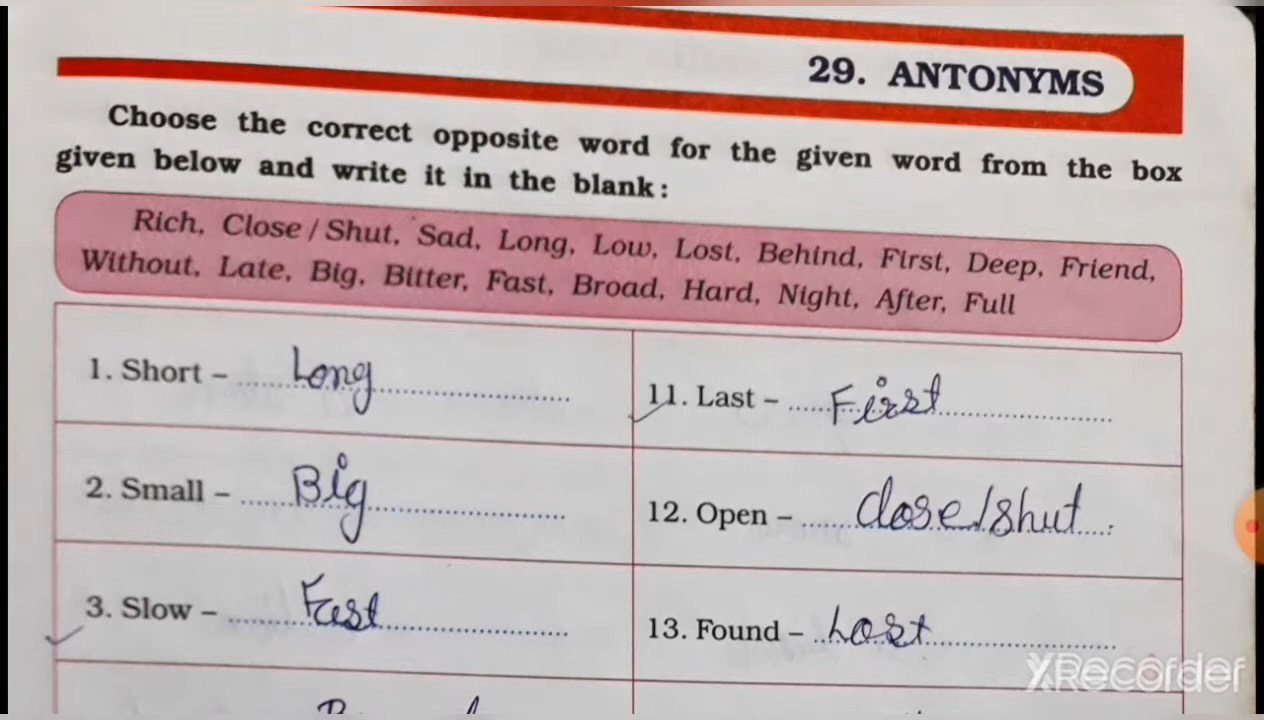 29. ANTONYMS
Choose the correct opposite word for the given word from the box
given below and write it in the blank :
Rich, Close / Shut, Sad, Long, Low, Lost, Behind, First, Deep, Friend,
Without, Late, Big, Bitter, Fast, Broad, Hard, Night, After, Full
1. Short – Long
11. Last – First
2. Small – Big
12. Open – close/shut
3. Slow – Fast
13. Found – Lost
XRecorder